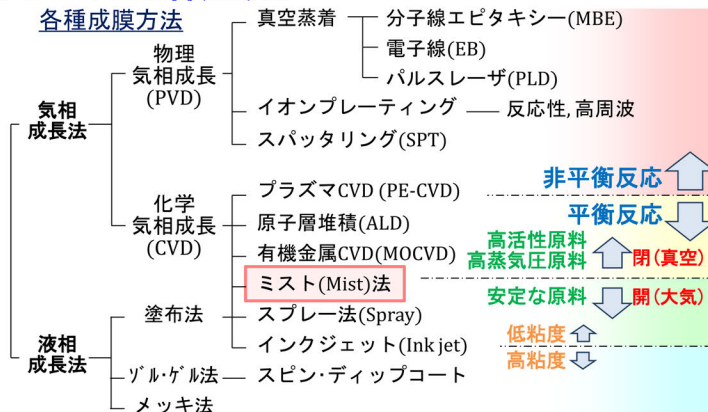 各種成膜方法
真空蒸着
分子線エピタキシー(MBE)
電子線(EB)
パルスレーザ(PLD)
物理
気相成長
(PVD)
イオンプレーティング
反応性,高周波
スパッタリング(SPT)
気相
成長法
非平衡反応
プラズマCVD (PE-CVD)
平衡反応
化学
気相成長
(CVD)
原子層堆積(ALD)
高活性原料
高蒸気圧原料
閉(真空)
有機金属CVD(MOCVD)
ミスト(Mist)法
安定な原料
開(大気)
塗布法
スプレー法(Spray)
低粘度
インクジェット(Ink jet)
高粘度
液相
成長法
ゾル・ゲル法
スピン・ディップコート
メッキ法